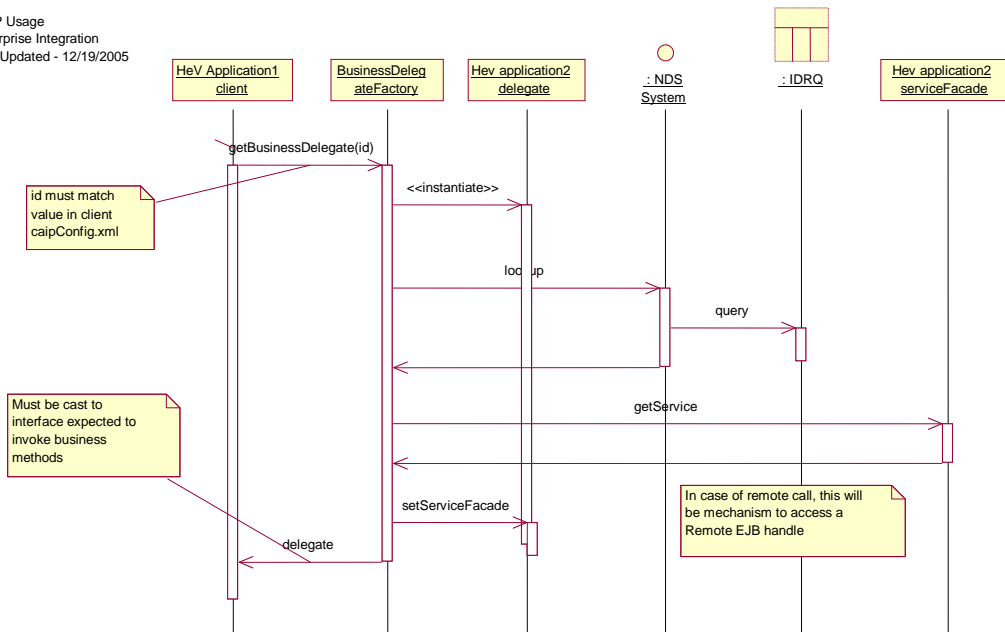 P Usage
rprise Integration
Updated - 12/19/2005
HeV Application1
client
BusinessDeleg
ateFactory
Hev application2
delegate
: NDS
System
: IDRQ
Hev application2
serviceFacade
getBusinessDelegate(id)
id must match
value in client
caipConfig.xml
<<instantiate>>
lookup
query
Must be cast to
interface expected to
invoke business
methods
getService
setServiceFacade
In case of remote call, this will
be mechanism to access a
Remote EJB handle
delegate